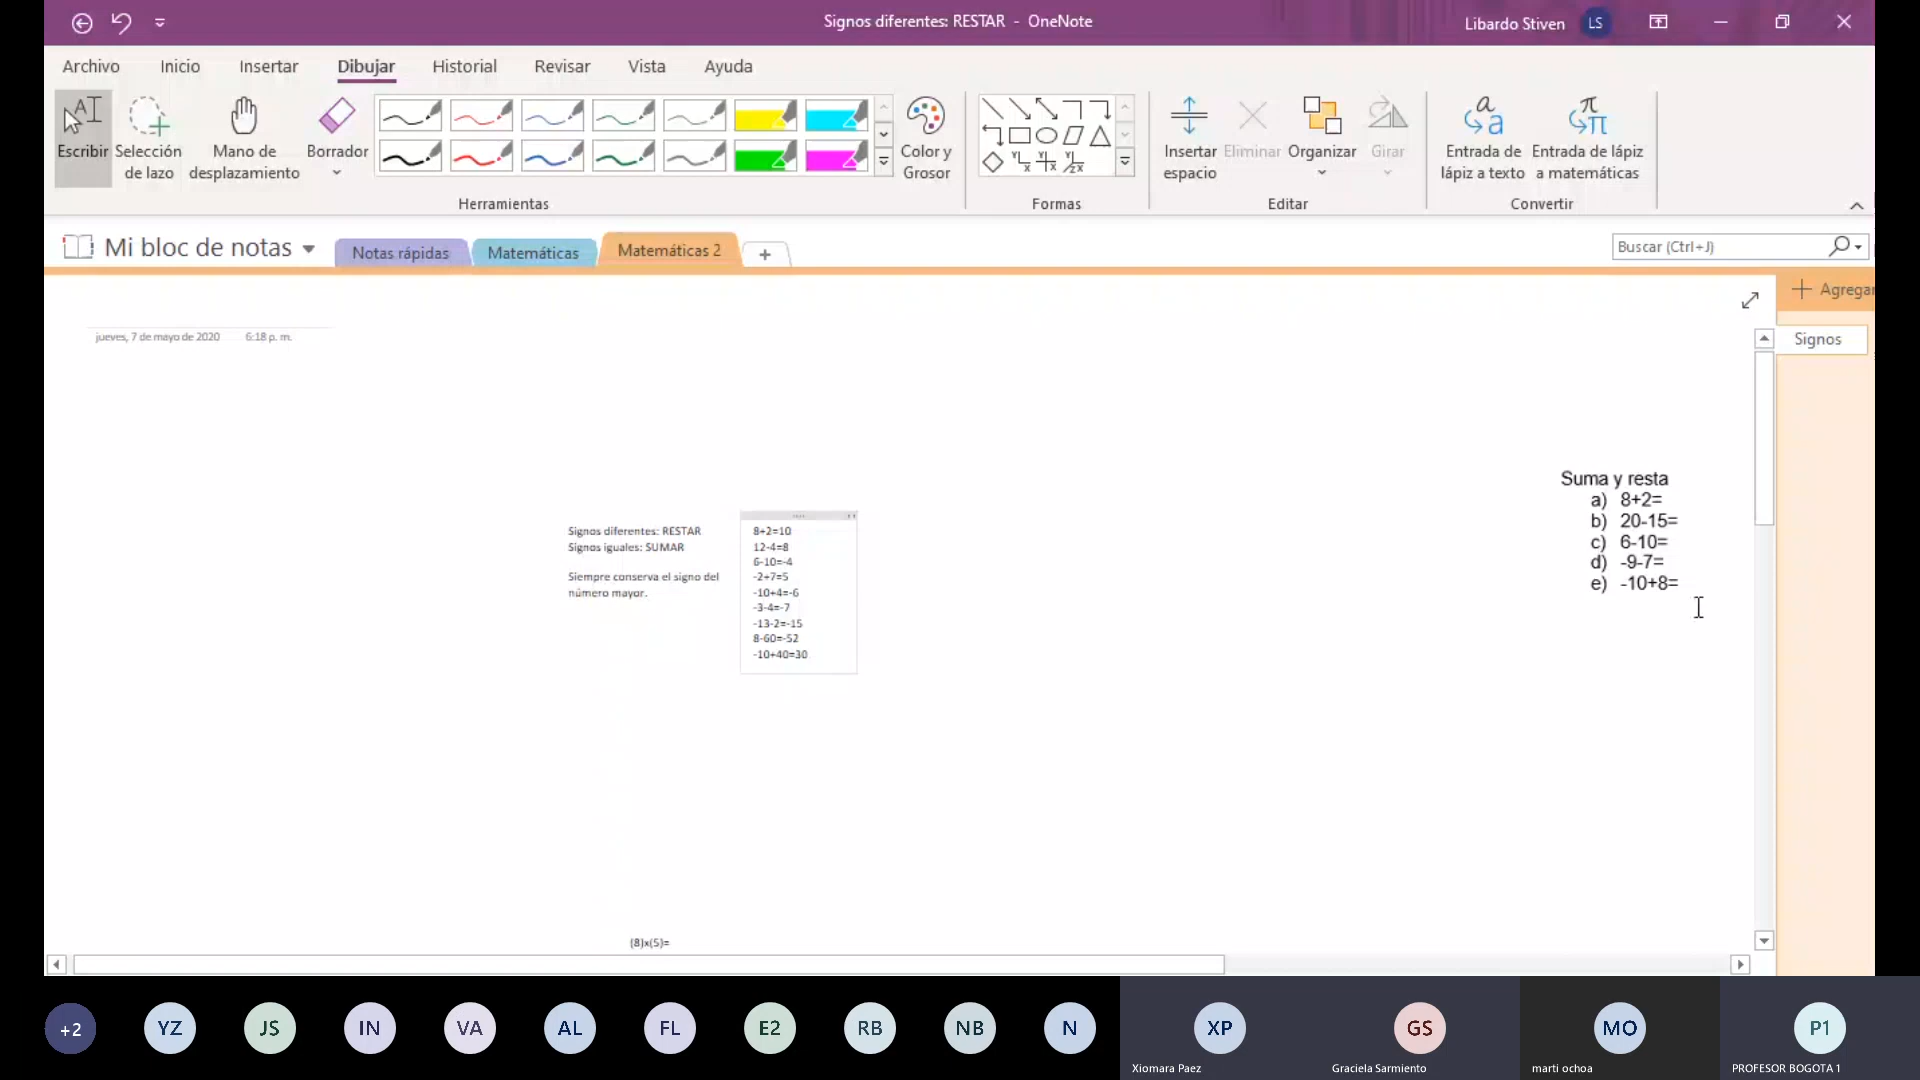 Signos diferentes: RESTAR - OneNote
Libardo Stiven LS
Archivo Inicio Insertar Dibujar Historial Revisar Vista Ayuda
Escribir
Selección de lazo
Mano de desplazamiento
Borrador
Color y Grosor
Insertar espacio
Eliminar
Organizar
Girar
Entrada de lápiz a texto
Entrada de lápiz a matemáticas
Herramientas Formas Editar Convertir
Mi bloc de notas Notas rápidas Matemáticas Matemáticas 2
Buscar (Ctrl+J)
Agregar
Signos
jueves, 7 de mayo de 2020 6:18 p. m.
Signos diferentes: RESTAR
Signos iguales: SUMAR
Siempre conserva el signo del
número mayor.
8+2=10
12-4=8
6-10=-4
-2+7=5
-10+4=-6
-3-4=-7
-13-2=-15
8-60=-52
-10+40=30
Suma y resta
a) 8+2=
b) 20-15=
c) 6-10=
d) -9-7=
e) -10+8=
(8)x(5)=
+2 YZ JS IN VA AL FL E2 RB NB N XP GS MO P1
Xiomara Paez Graciela Sarmiento marti ochoa PROFESOR BOGOTA 1